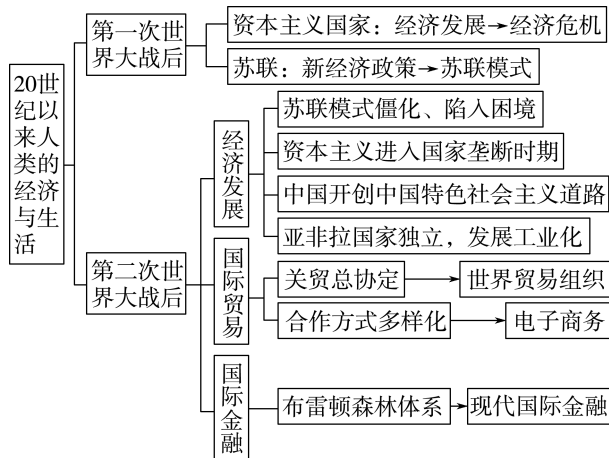 20世
纪以
来人
类的
经济
与生
活
第一次世
界大战后
资本主义国家：经济发展→经济危机
苏联：新经济政策→苏联模式
第二次世
界大战后
经
济
发
展
苏联模式僵化、陷入困境
资本主义进入国家垄断时期
中国开创中国特色社会主义道路
亚非拉国家独立，发展工业化
国
际
贸
易
关贸总协定→世界贸易组织
合作方式多样化→电子商务
国
际
金
融
布雷顿森林体系→现代国际金融